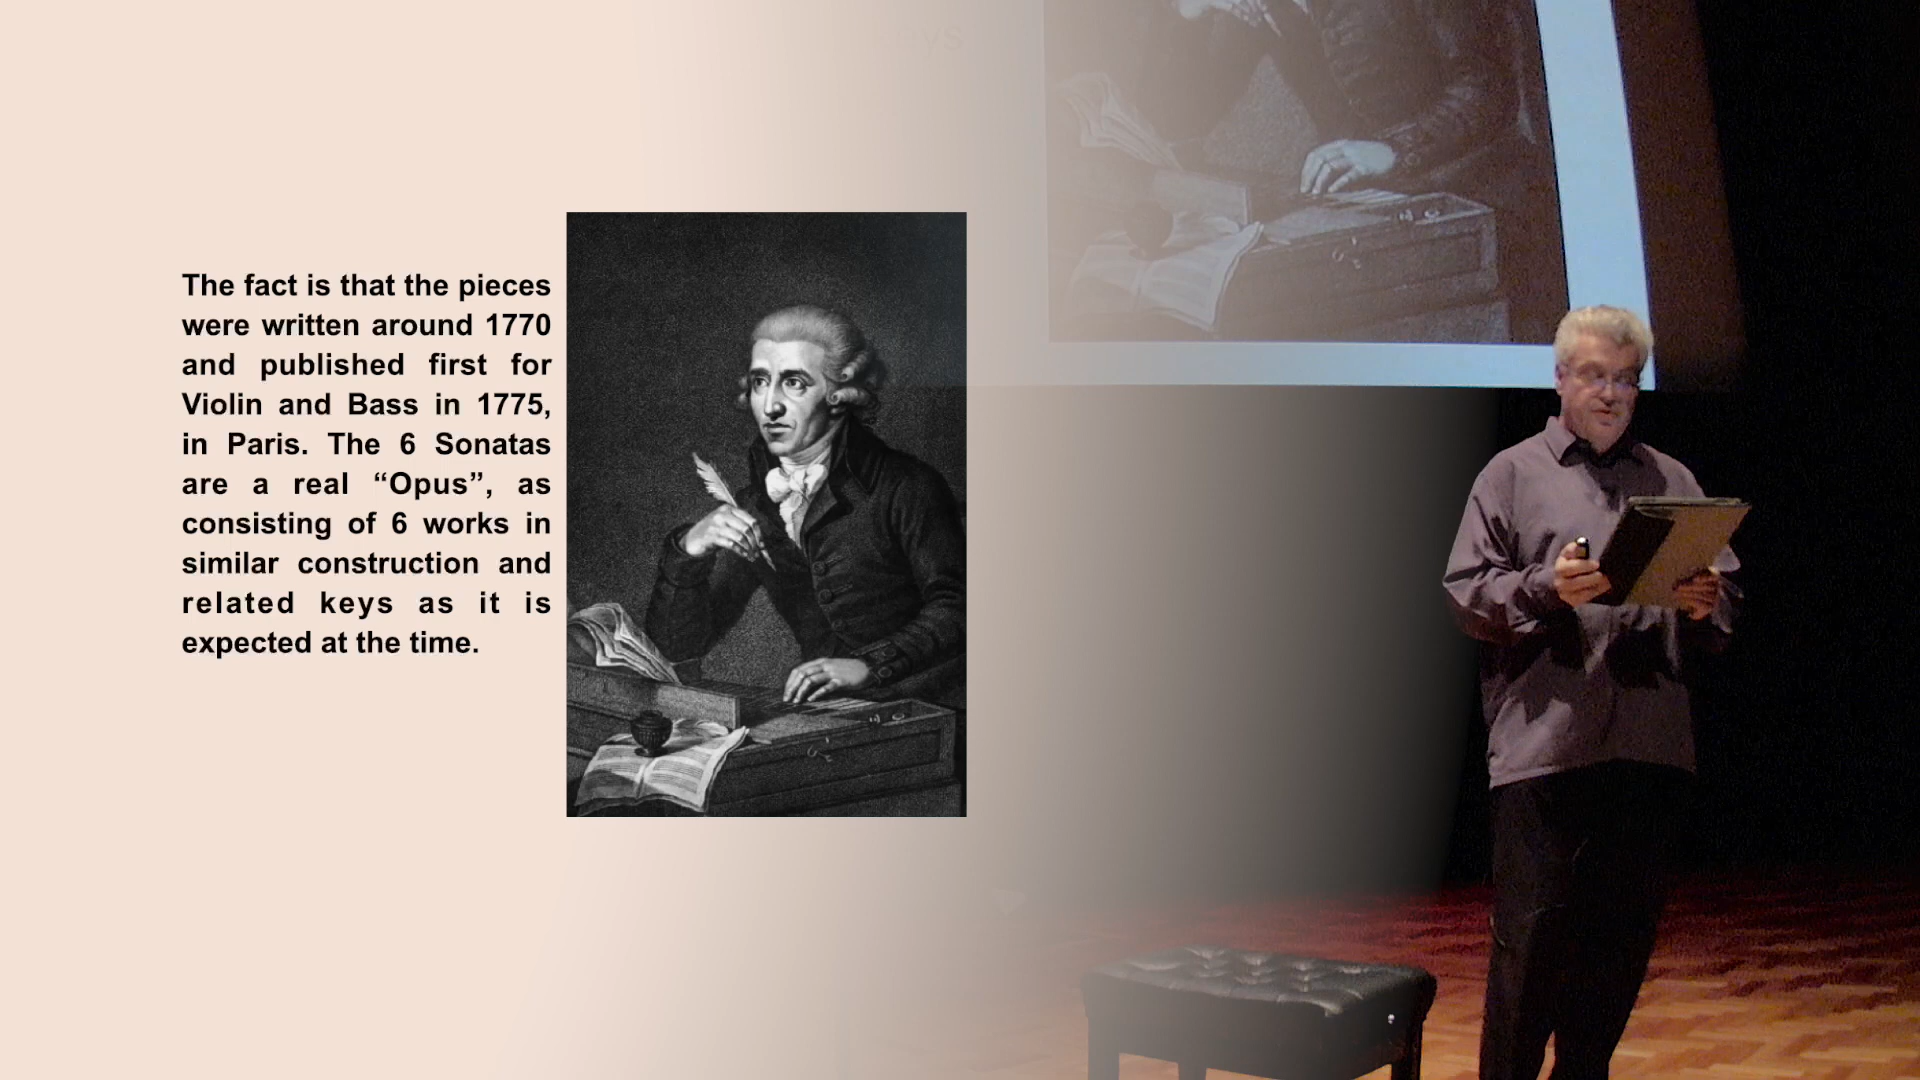 The fact is that the pieces
were written around 1770
and published first for
Violin and Bass in 1775,
in Paris. The 6 Sonatas
are a real “Opus”, as
consisting of 6 works in
similar construction and
related keys as it is
expected at the time.